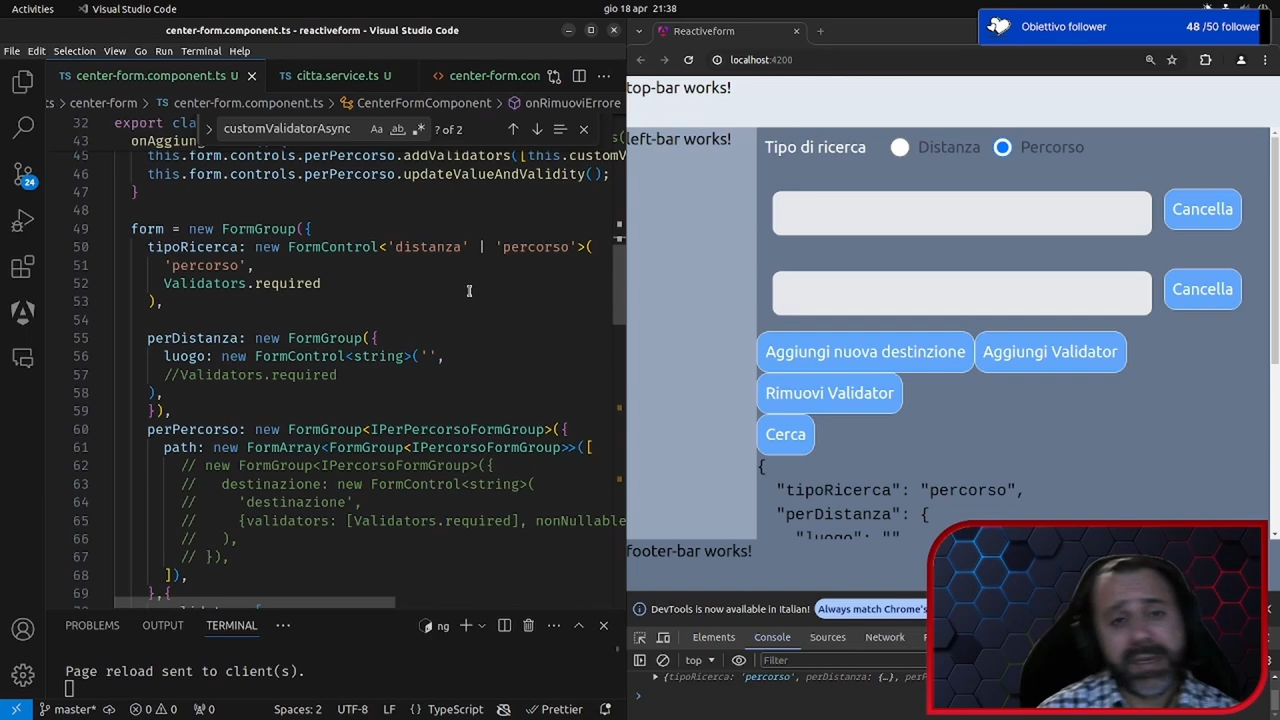 Activities
Visual Studio Code
gio 18 apr 21:38
center-form.component.ts - reactiveform - Visual Studio Code
File Edit Selection View Go Run Terminal Help
center-form.component.ts U
citta.service.ts U
center-form.con
ts > center-form > center-form.component.ts > CenterFormComponent > onRimuoviErrore
customValidatorAsync
Aa ab
? of 2
32 export cla
43 onAggiun
45 this.form.controls.perPercorso.addValidators([this.customV
46 this.form.controls.perPercorso.updateValueAndValidity();
47 }
48
49 form = new FormGroup({
50 tipoRicerca: new FormControl<'distanza' | 'percorso'>(
51 'percorso',
52 Validators.required
53 ),
54
55 perDistanza: new FormGroup({
56 luogo: new FormControl<string>('',
57 //Validators.required
58 ),
59 }),
60 perPercorso: new FormGroup<IPerPercorsoFormGroup>({
61 path: new FormArray<FormGroup<IPercorsoFormGroup>>([
62 // new FormGroup<IPercorsoFormGroup>({
63 // destinazione: new FormControl<string>(
64 // 'destinazione',
65 // {validators: [Validators.required], nonNullable
66 // ),
67 // }),
68 ]),
69 },{
PROBLEMS OUTPUT TERMINAL
ng
Page reload sent to client(s).
24
master*
0 0
0
Spaces: 2 UTF-8 LF {} TypeScript Prettier
Reactiveform
Obiettivo follower 48 /50 follower
localhost:4200
top-bar works!
left-bar works!
Tipo di ricerca Distanza Percorso
Cancella
Cancella
Aggiungi nuova destinzione Aggiungi Validator
Rimuovi Validator
Cerca
{
"tipoRicerca": "percorso",
"perDistanza": {
"luogo": ""
footer-bar works!
DevTools is now available in Italian! Always match Chrome's
Elements Console Sources Network
top Filter
{tipoRicerca: 'percorso', perDistanza: {…}, perP